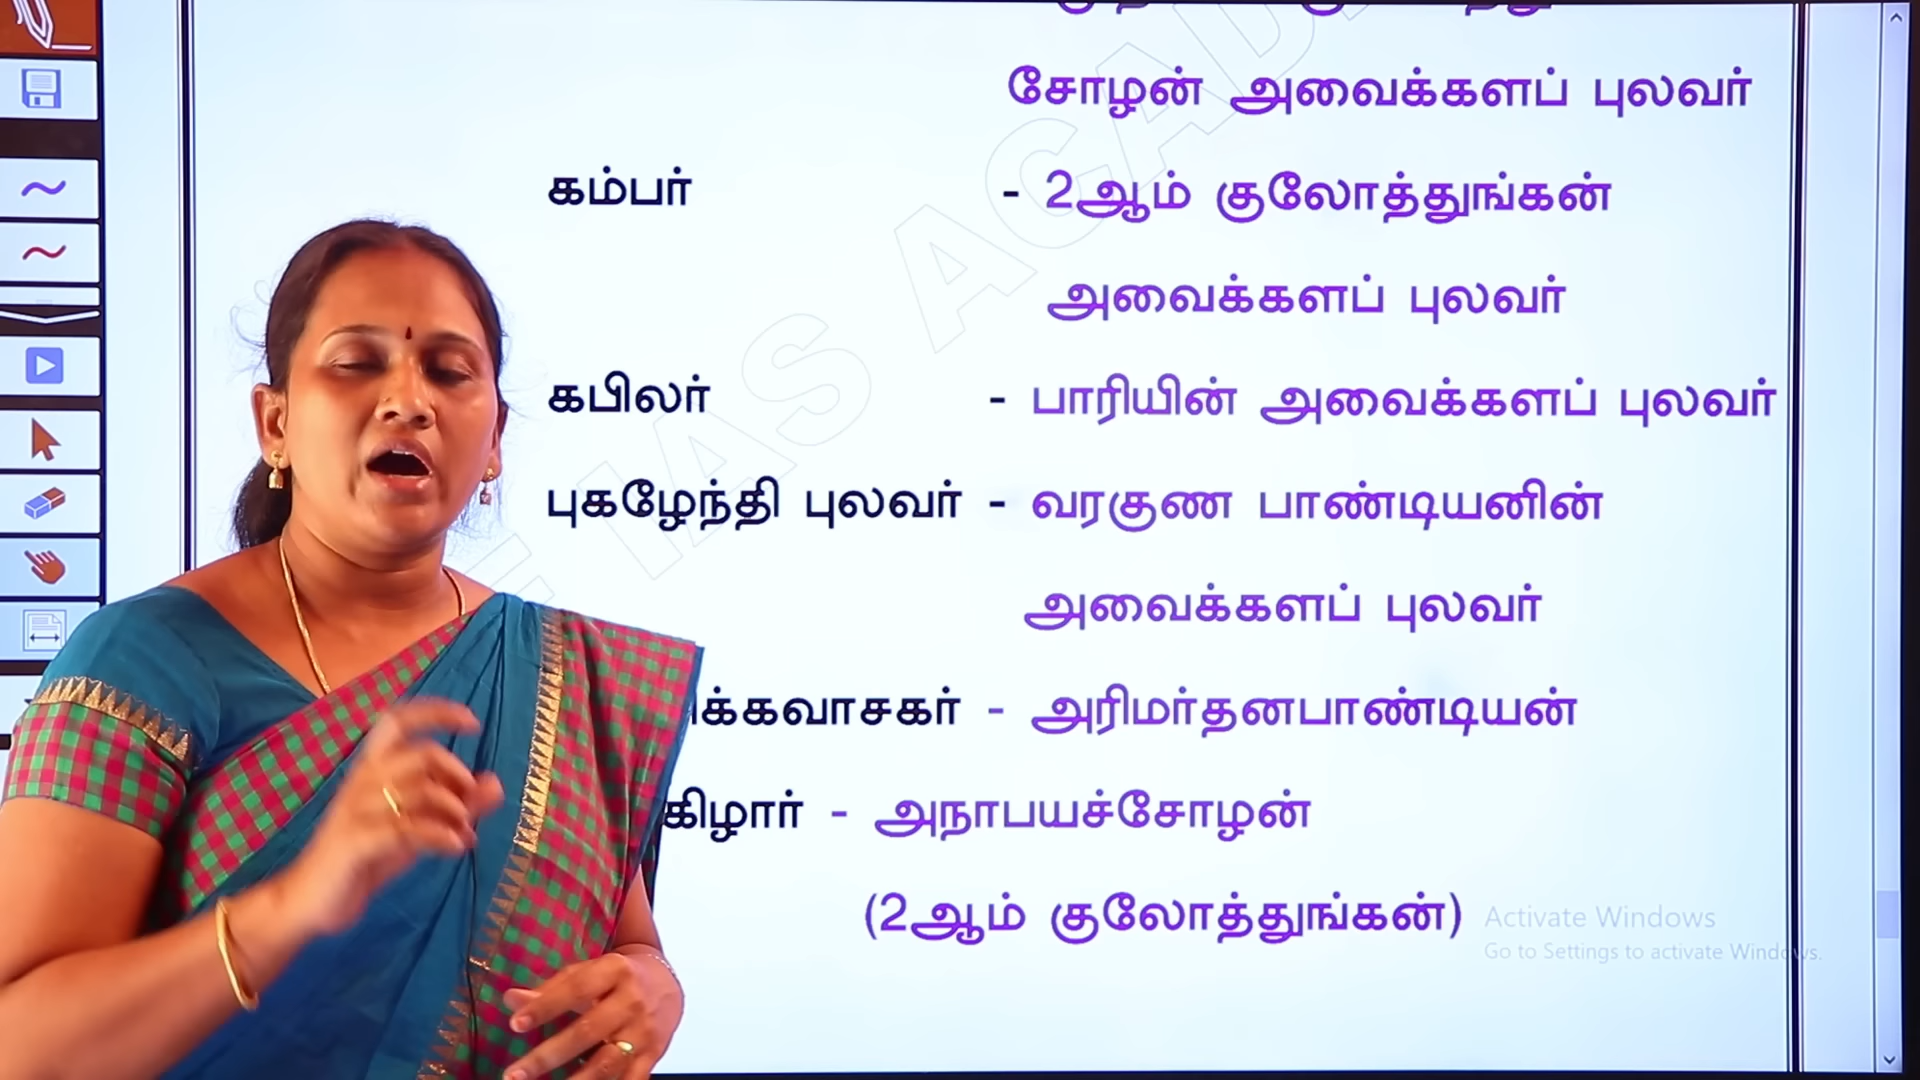 சோழன் அவைக்களப் புலவர்
கம்பர் - 2ஆம் குலோத்துங்கன்
அவைக்களப் புலவர்
கபிலர் - பாரியின் அவைக்களப் புலவர்
புகழேந்தி புலவர் - வரகுண பாண்டியனின்
அவைக்களப் புலவர்
க்கவாசகர் - அரிமர்தனபாண்டியன்
கிழார் - அநாபயச்சோழன்
(2ஆம் குலோத்துங்கன்)
Activate Windows
Go to Settings to activate Windows.
IAS ACAD